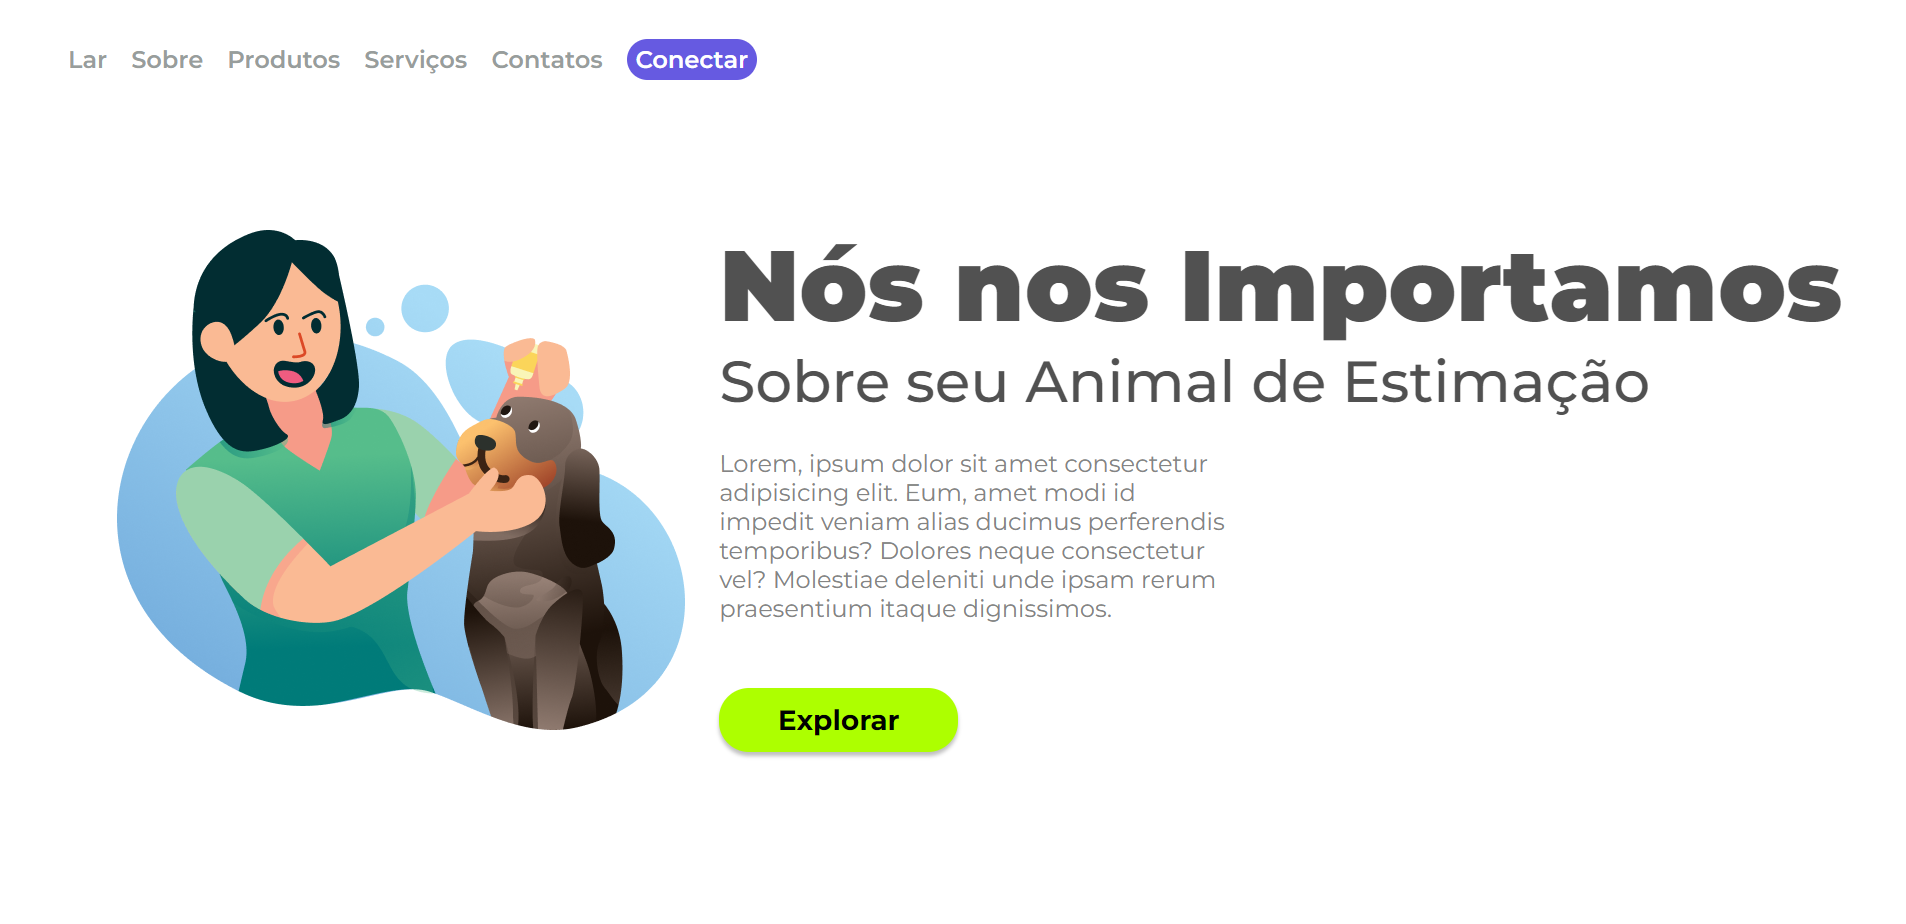 Lar Sobre Produtos Serviços Contatos Conectar
Nós nos Importamos
Sobre seu Animal de Estimação
Lorem, ipsum dolor sit amet consectetur
adipisicing elit. Eum, amet modi id
impedit veniam alias ducimus perferendis
temporibus? Dolores neque consectetur
vel? Molestiae deleniti unde ipsam rerum
praesentium itaque dignissimos.
Explorar